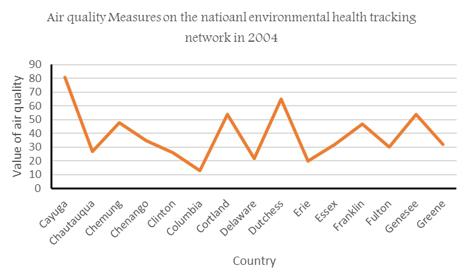 Air quality Measures on the natioanl environmental health tracking
network in 2004
Value of air quality
90
80
70
60
50
40
30
20
10
0
Cayuga
Chautauqua
Chemung
Chenango
Clinton
Columbia
Cortland
Delaware
Dutchess
Erie
Essex
Franklin
Fulton
Genesee
Greene
Country